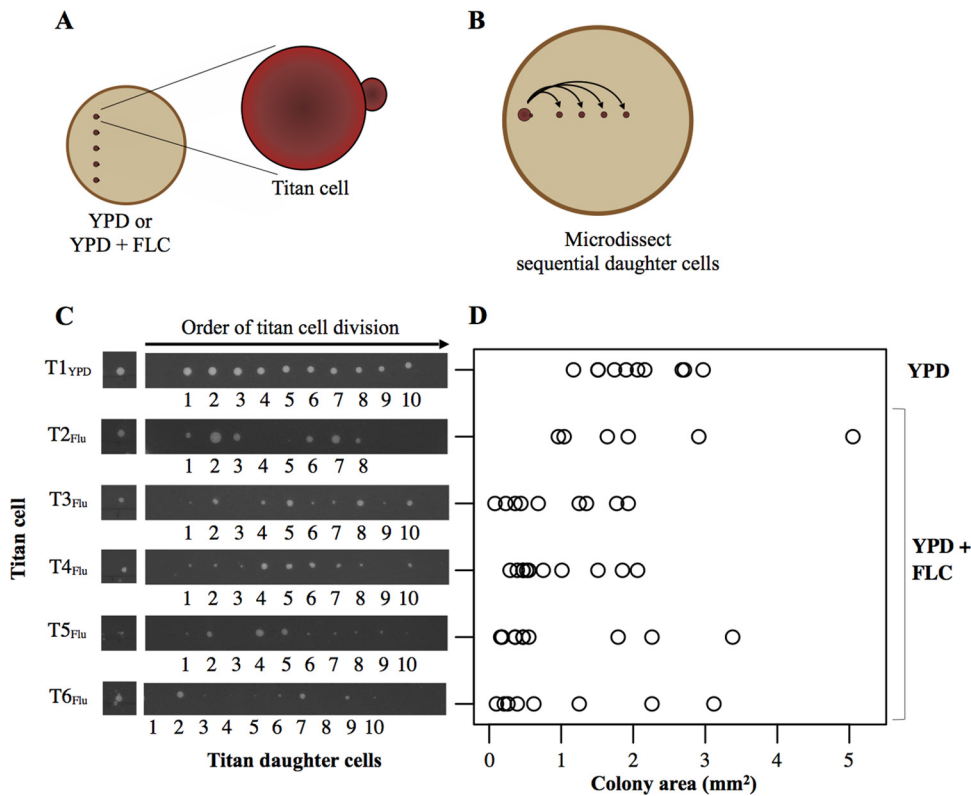 A
Titan cell
YPD or
YPD + FLC
B
Microdissect
sequential daughter cells
C
Order of titan cell division
Titan cell
T1YPD
1 2 3 4 5 6 7 8 9 10
T2Flu
1 2 3 4 5 6 7 8
T3Flu
1 2 3 4 5 6 7 8 9 10
T4Flu
1 2 3 4 5 6 7 8 9 10
T5Flu
1 2 3 4 5 6 7 8 9 10
T6Flu
1 2 3 4 5 6 7 8 9 10
Titan daughter cells
D
YPD
YPD +
FLC
0 1 2 3 4 5
Colony area (mm²)